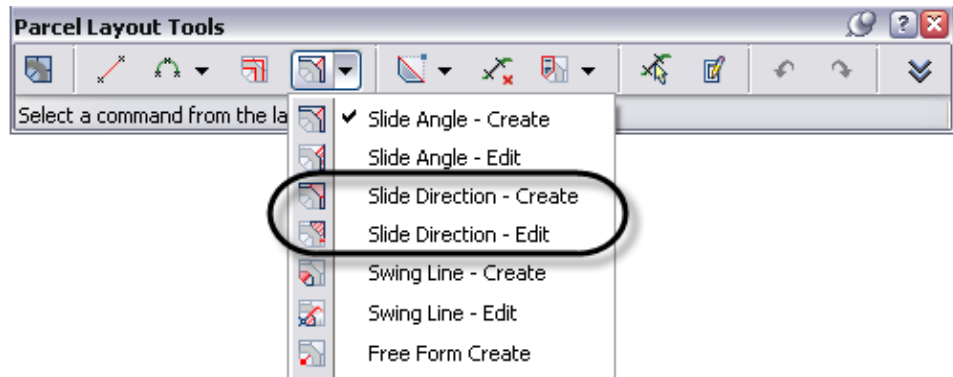 Parcel Layout Tools
Select a command from the la
Slide Angle - Create
Slide Angle - Edit
Slide Direction - Create
Slide Direction - Edit
Swing Line - Create
Swing Line - Edit
Free Form Create